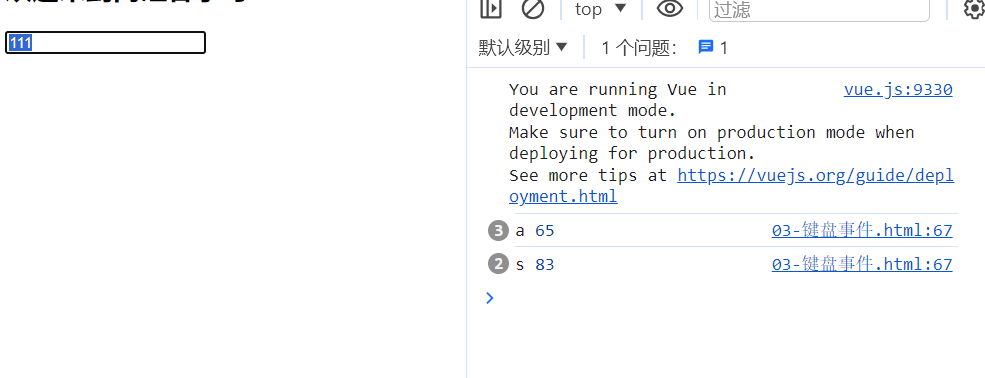 top
过滤
111
默认级别
1 个问题：
1
You are running Vue in
vue.js:9330
development mode.
Make sure to turn on production mode when
deploying for production.
See more tips at https://vuejs.org/guide/depl
oyment.html
3 a 65 03-键盘事件.html:67
2 s 83 03-键盘事件.html:67